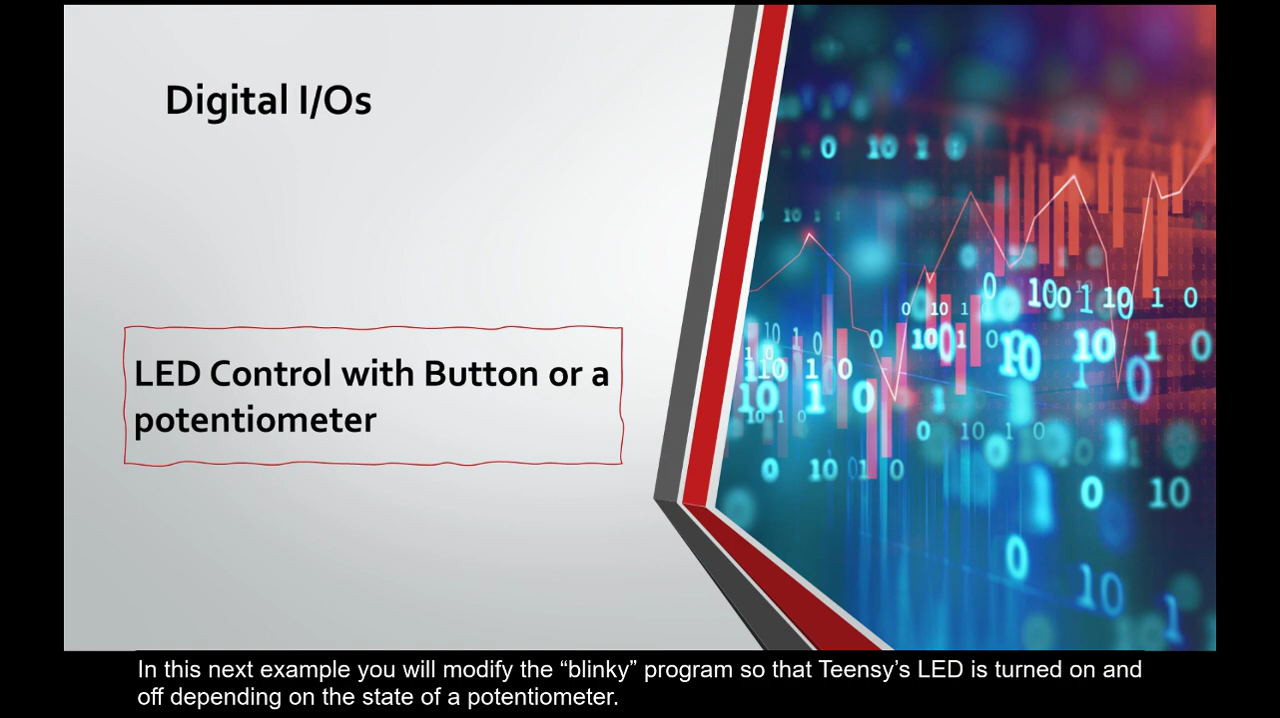 Digital I/Os
LED Control with Button or a
potentiometer
In this next example you will modify the “blinky” program so that Teensy’s LED is turned on and
off depending on the state of a potentiometer.